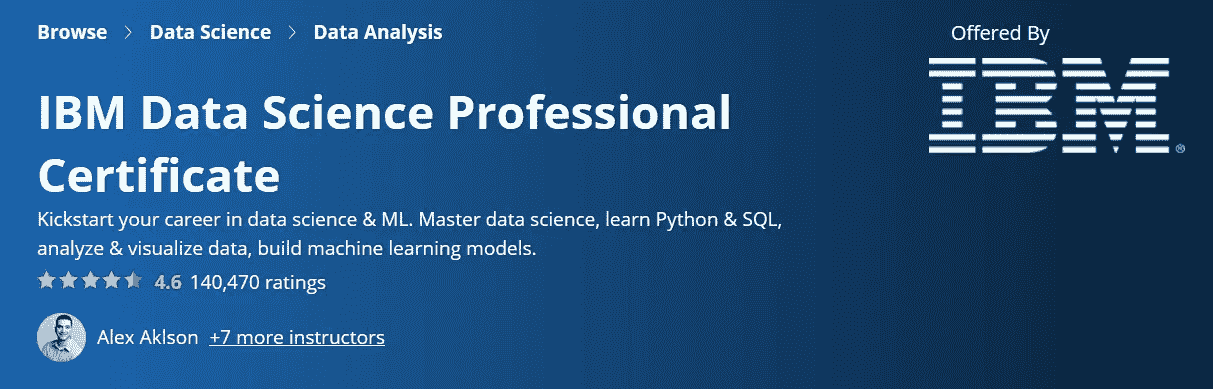 Browse > Data Science > Data Analysis
Offered By
IBM®
IBM Data Science Professional
Certificate
Kickstart your career in data science & ML. Master data science, learn Python & SQL,
analyze & visualize data, build machine learning models.
4.6 140,470 ratings
Alex Aklson +7 more instructors